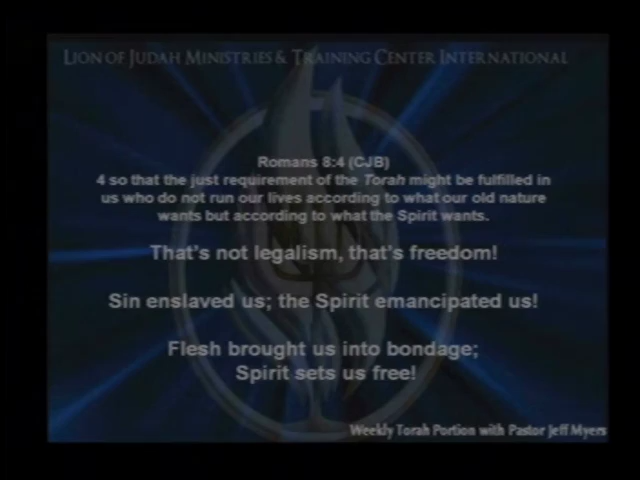 Lion of Judah Ministries & Training Center International
Romans 8:4 (CJB)
4 so that the just requirement of the Torah might be fulfilled in
us who do not run our lives according to what our old nature
wants but according to what the Spirit wants.
That's not legalism, that's freedom!
Sin enslaved us; the Spirit emancipated us!
Flesh brought us into bondage;
Spirit sets us free!
Weekly Torah Portion with Pastor Jeff Myers